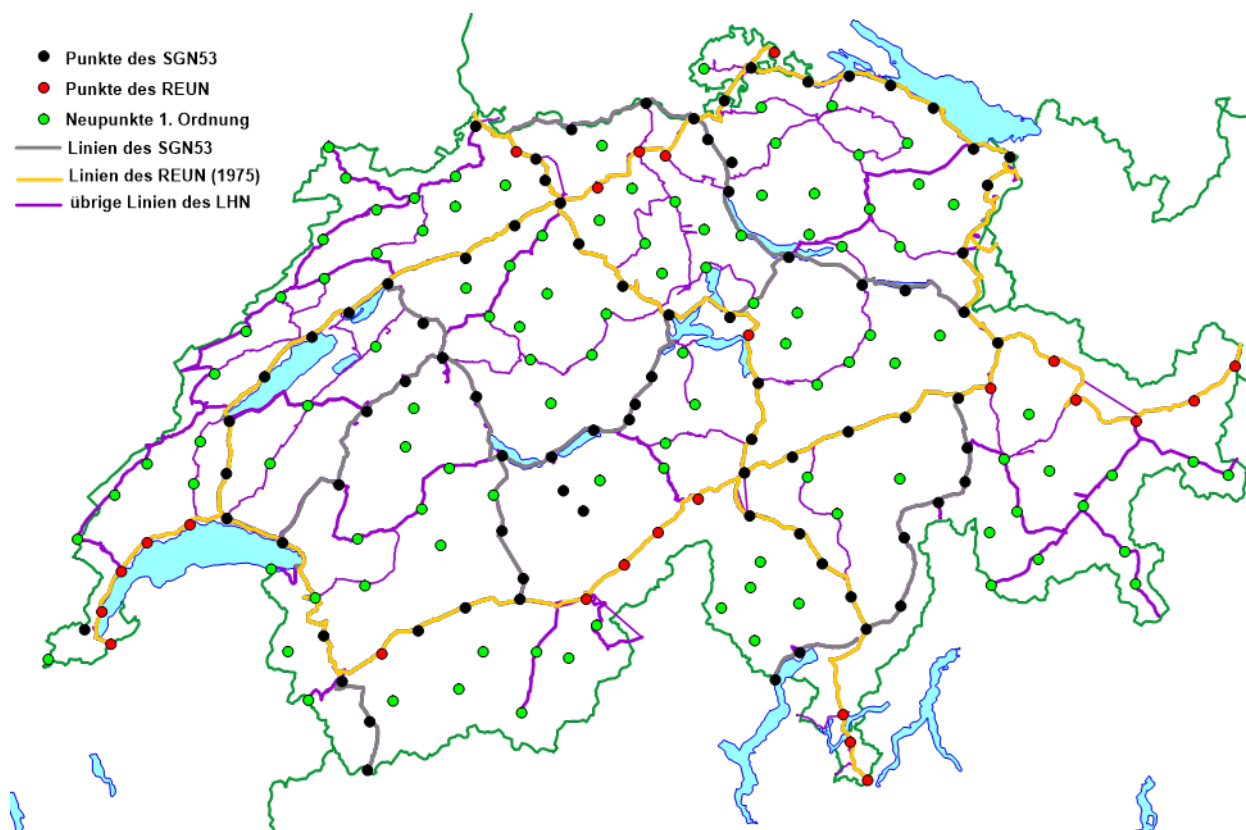 Punkte des SGN53
Punkte des REUN
Neupunkte 1. Ordnung
Linien des SGN53
Linien des REUN (1975)
übrige Linien des LHN